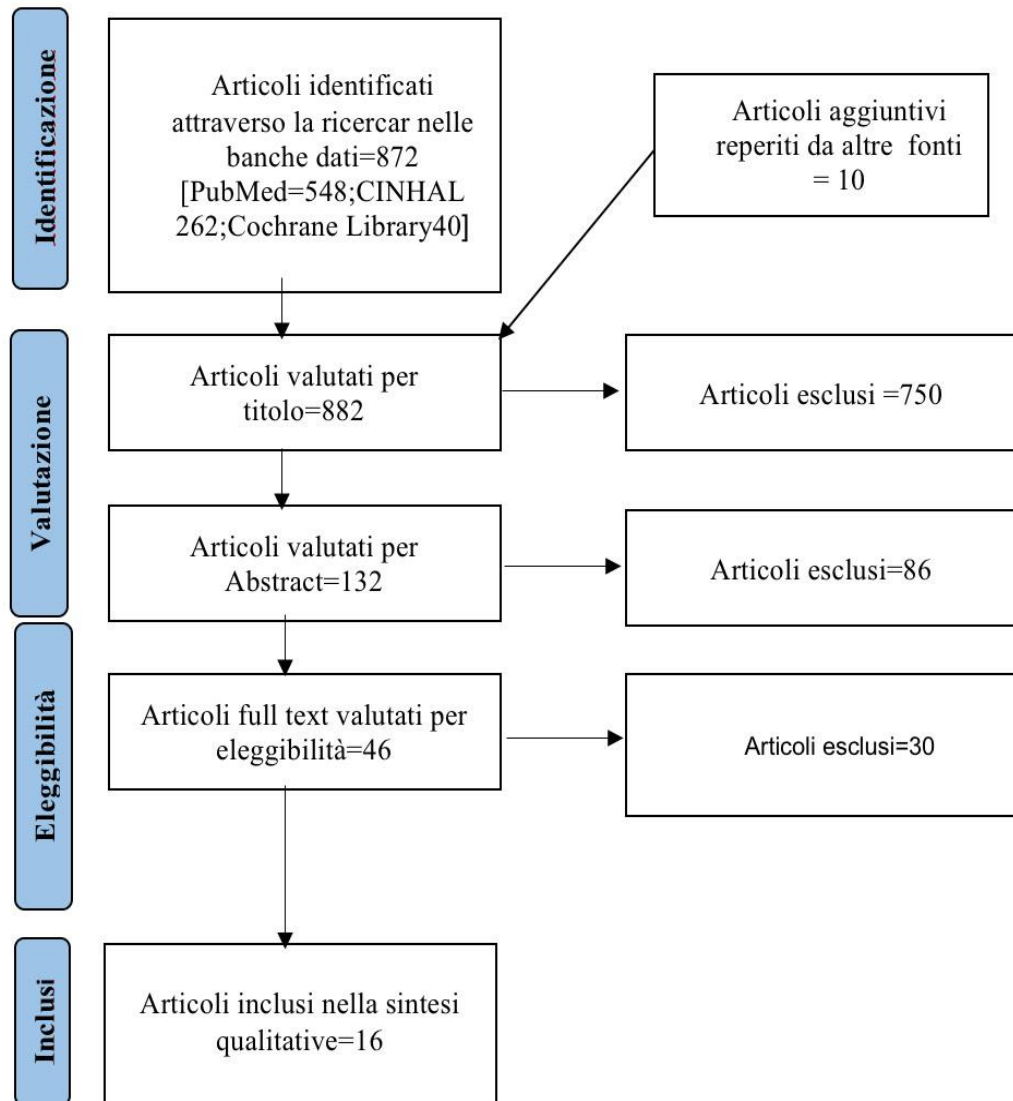 Identificazione
Articoli identificati
attraverso la ricercar nelle
banche dati=872
[PubMed=548;CINHAL
262;Cochrane Library40]
Articoli aggiuntivi
reperiti da altre fonti
= 10
Valutazione
Articoli valutati per
titolo=882
Articoli esclusi =750
Articoli valutati per
Abstract=132
Articoli esclusi=86
Eleggibilità
Articoli full text valutati per
eleggibilità=46
Articoli esclusi=30
Inclusi
Articoli inclusi nella sintesi
qualitative=16